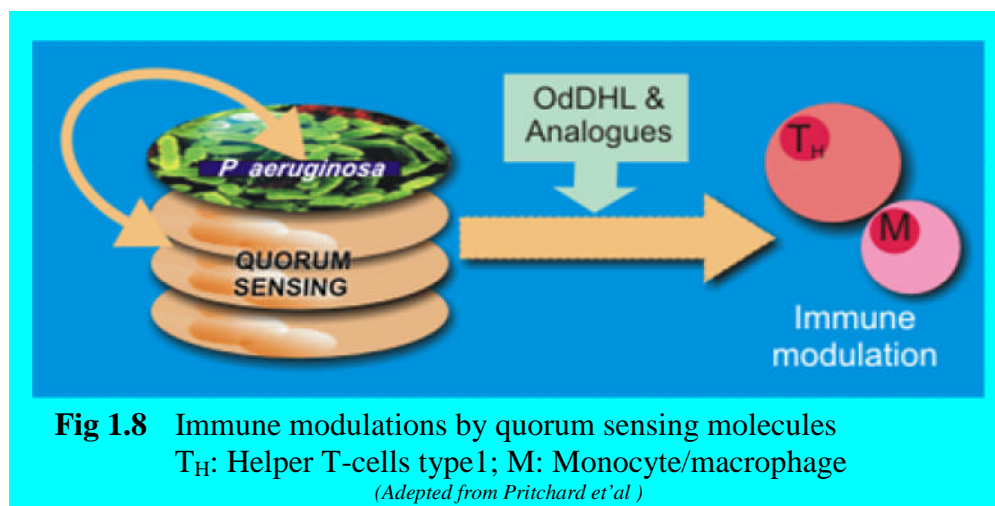 OdDHL &
Analogues
P aeruginosa
QUORUM
SENSING
TH
M
Immune
modulation
Fig 1.8 Immune modulations by quorum sensing molecules
TH: Helper T-cells type1; M: Monocyte/macrophage
(Adepted from Pritchard et'al )